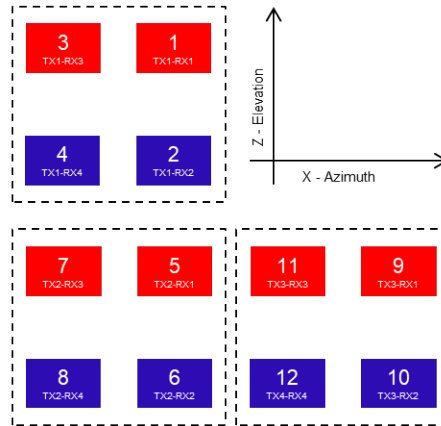 3
TX1-RX3
1
TX1-RX1
4
TX1-RX4
2
TX1-RX2
Z - Elevation
X - Azimuth
7
TX2-RX3
5
TX2-RX1
11
TX3-RX3
9
TX3-RX1
8
TX2-RX4
6
TX2-RX2
12
TX4-RX4
10
TX3-RX2